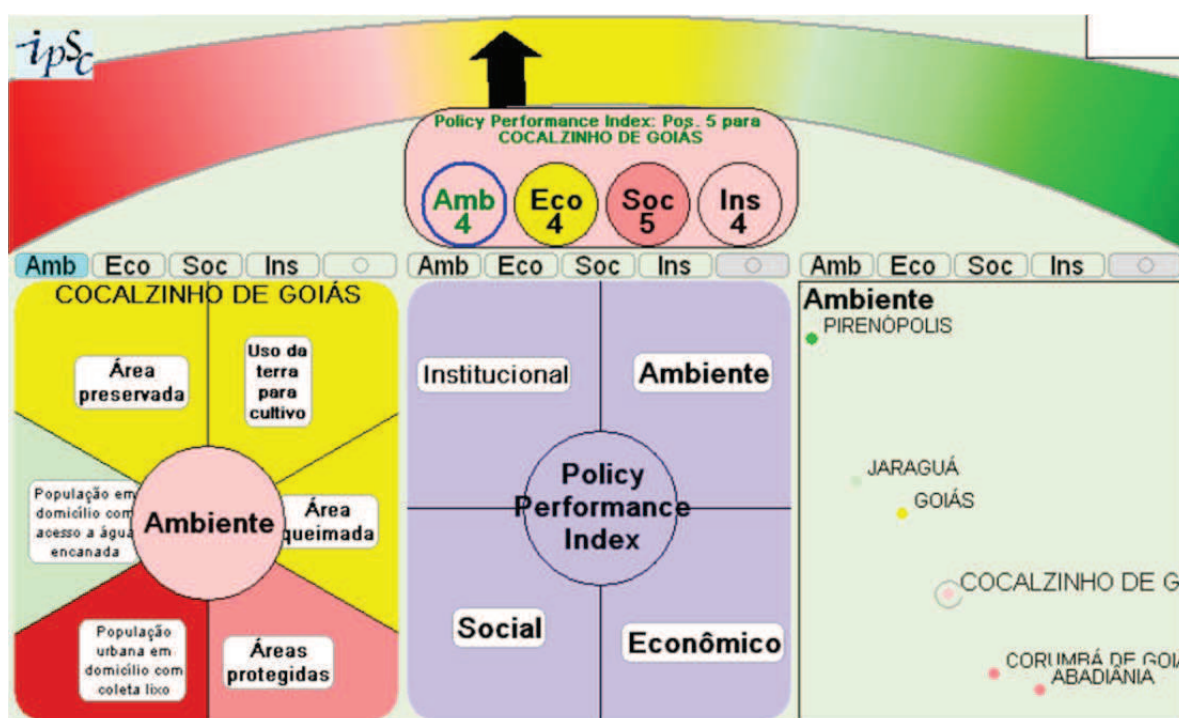 ipsc
Policy Performance Index: Pos. 5 para
COCALZINHO DE GOIÁS
Amb
4
Eco
4
Soc
5
Ins
4
Amb Eco Soc Ins
Amb Eco Soc Ins
Amb Eco Soc Ins
COCALZINHO DE GOIÁS
Área
preservada
Uso da
terra
para
cultivo
População em
domicílio com
acesso a água
encanada
Ambiente
Área
queimada
População
urbana em
domicílio com
coleta lixo
Áreas
protegidas
Institucional
Ambiente
Policy
Performance
Index
Social
Econômico
Ambiente
PIRENÓPOLIS
JARAGUÁ
GOIÁS
COCALZINHO DE G
CORUMBÁ DE GOIÁ
ABADIÂNIA